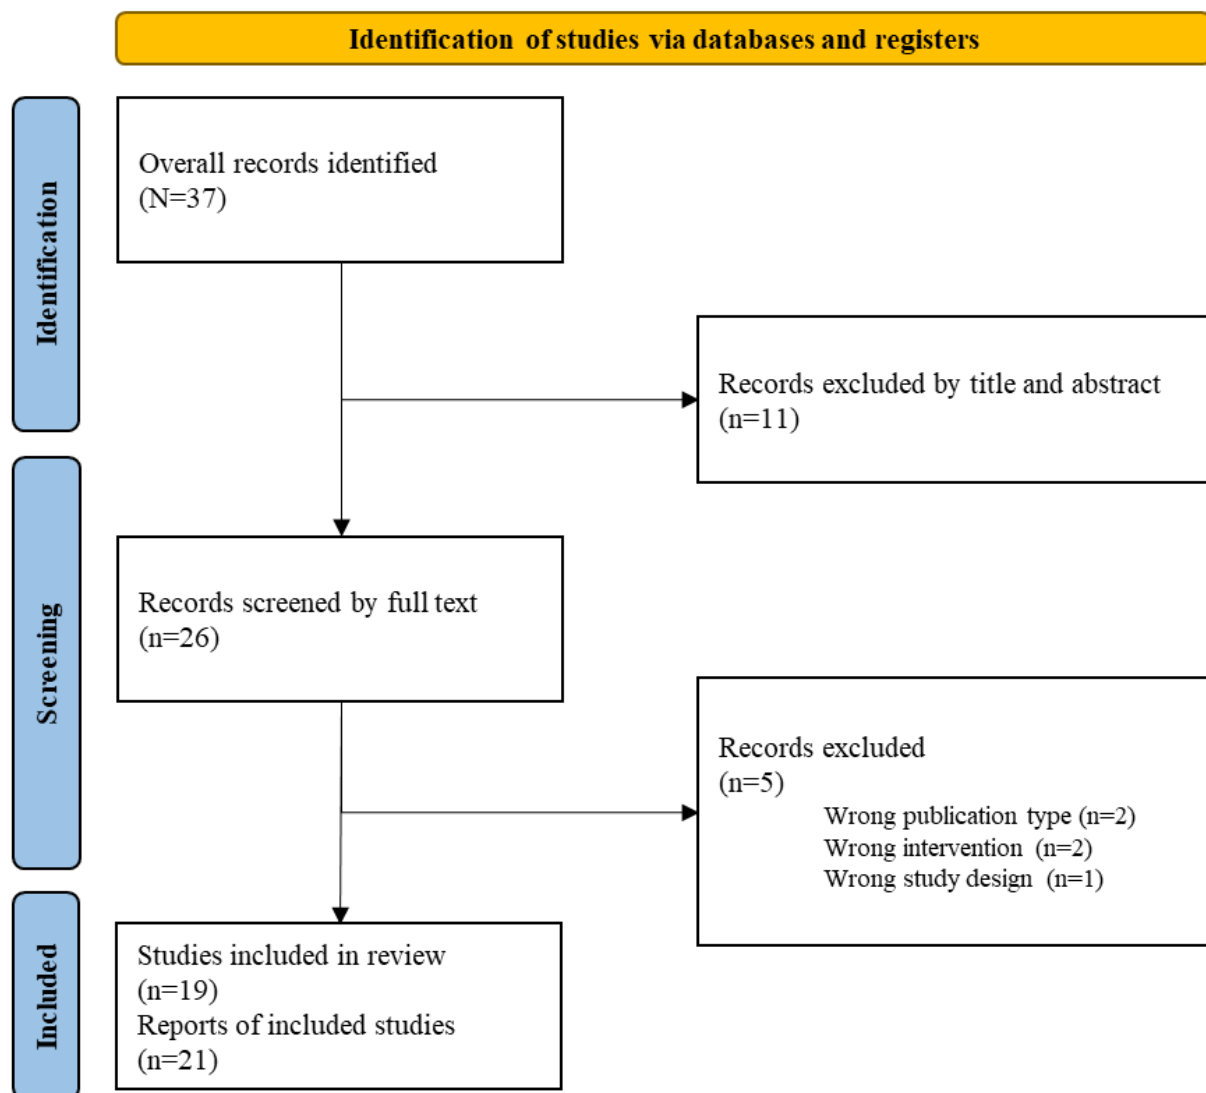 Identification of studies via databases and registers
Identification
Overall records identified
(N=37)
Records excluded by title and abstract
(n=11)
Screening
Records screened by full text
(n=26)
Records excluded
(n=5)
Wrong publication type (n=2)
Wrong intervention (n=2)
Wrong study design (n=1)
Included
Studies included in review
(n=19)
Reports of included studies
(n=21)